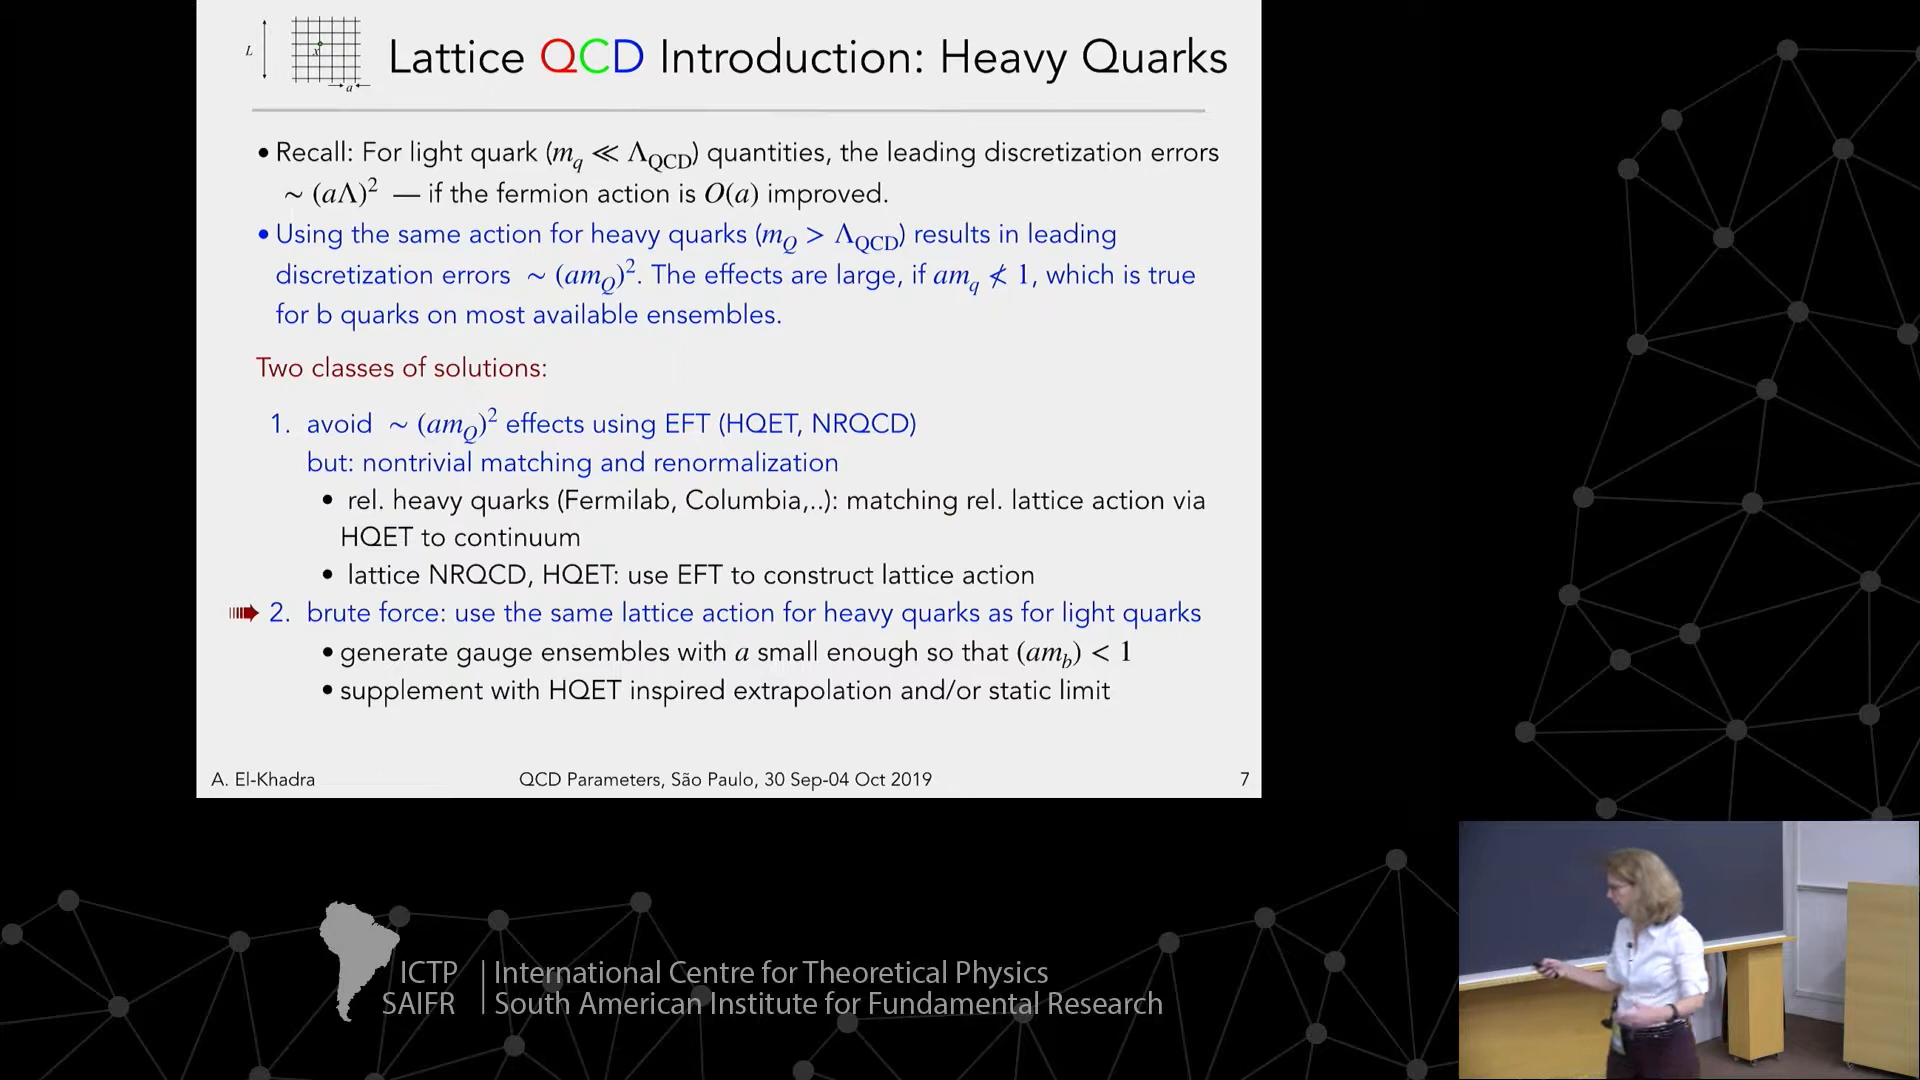 L
x
a
Lattice QCD Introduction: Heavy Quarks
• Recall: For light quark (m_q ≪ Λ_QCD) quantities, the leading discretization errors
~ (aΛ)² — if the fermion action is O(a) improved.
• Using the same action for heavy quarks (m_Q > Λ_QCD) results in leading
discretization errors ~ (am_Q)². The effects are large, if am_q ≮ 1, which is true
for b quarks on most available ensembles.
Two classes of solutions:
1. avoid ~ (am_Q)² effects using EFT (HQET, NRQCD)
but: nontrivial matching and renormalization
• rel. heavy quarks (Fermilab, Columbia,..): matching rel. lattice action via
HQET to continuum
• lattice NRQCD, HQET: use EFT to construct lattice action
2. brute force: use the same lattice action for heavy quarks as for light quarks
• generate gauge ensembles with a small enough so that (am_b) < 1
• supplement with HQET inspired extrapolation and/or static limit
A. El-Khadra
QCD Parameters, São Paulo, 30 Sep-04 Oct 2019
7
ICTP | International Centre for Theoretical Physics
SAIFR | South American Institute for Fundamental Research